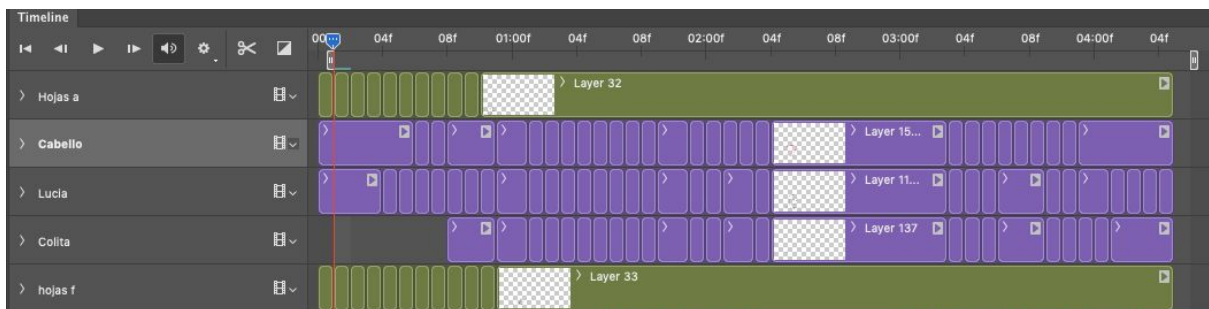 Timeline
00 04f 08f 01:00f 04f 08f 02:00f 04f 08f 03:00f 04f 08f 04:00f 04f
Hojas a
Layer 32
Cabello
Layer 15...
Lucia
Layer 11...
Colita
Layer 137
hojas f
Layer 33